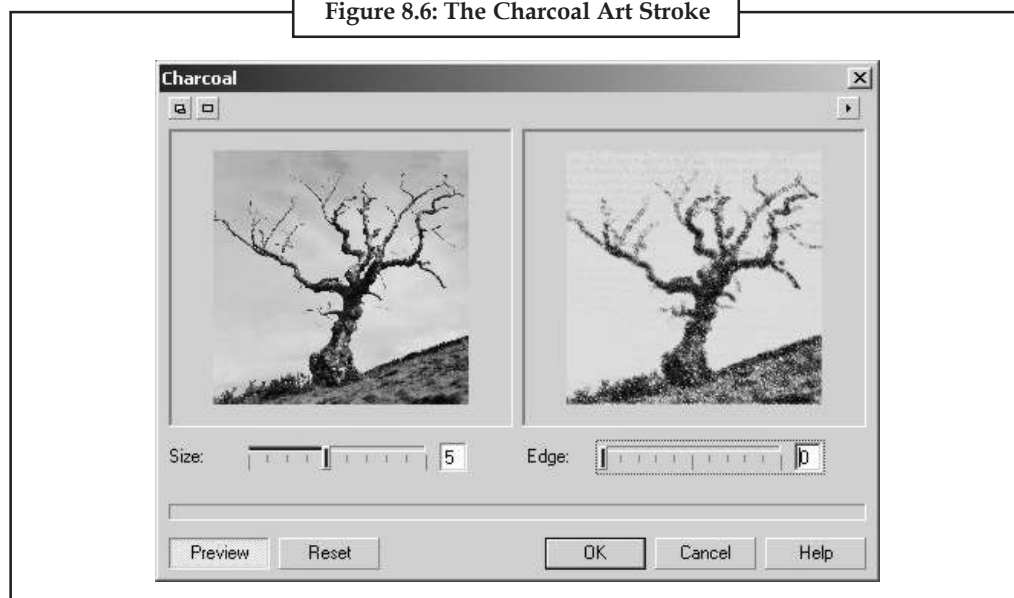 Figure 8.6: The Charcoal Art Stroke
Charcoal
Size: 5 Edge: 0
Preview Reset OK Cancel Help